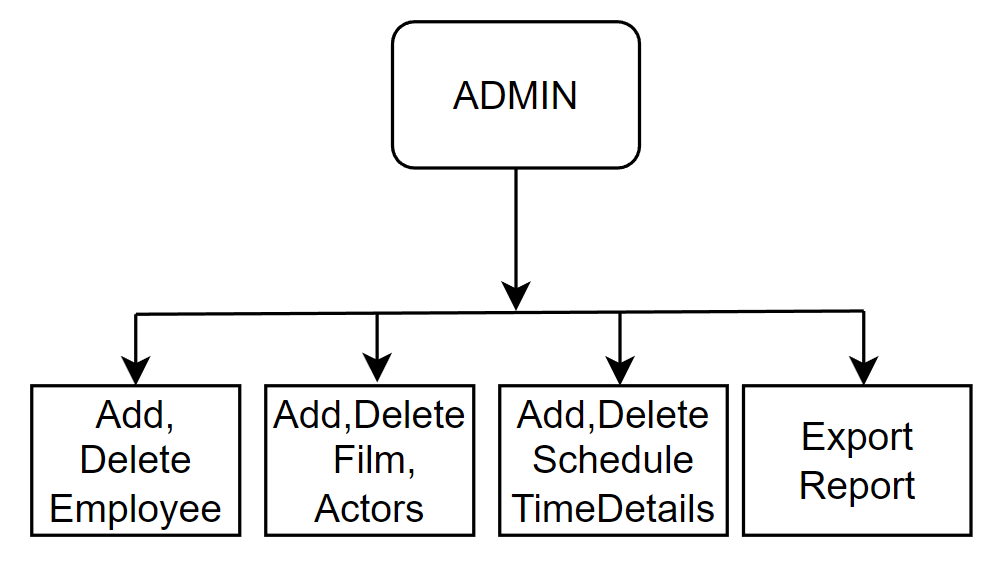 ADMIN
Add,
Delete
Employee
Add,Delete
Film,
Actors
Add,Delete
Schedule
TimeDetails
Export
Report